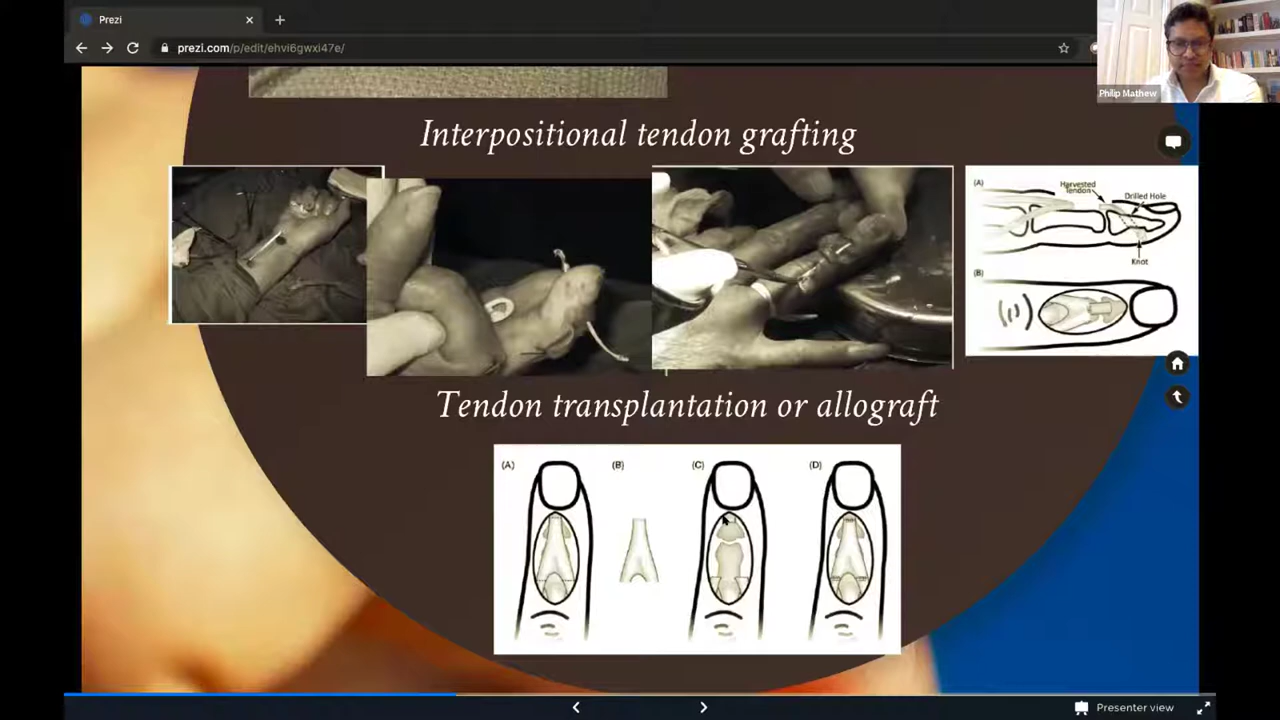 Prezi
prezi.com/p/edit/ehvi6gwxi47e/
Philip Mathew
Interpositional tendon grafting
(A)
Harvested
Tendon
Drilled Hole
Knot
(B)
Tendon transplantation or allograft
(A) (B) (C) (D)
Presenter view